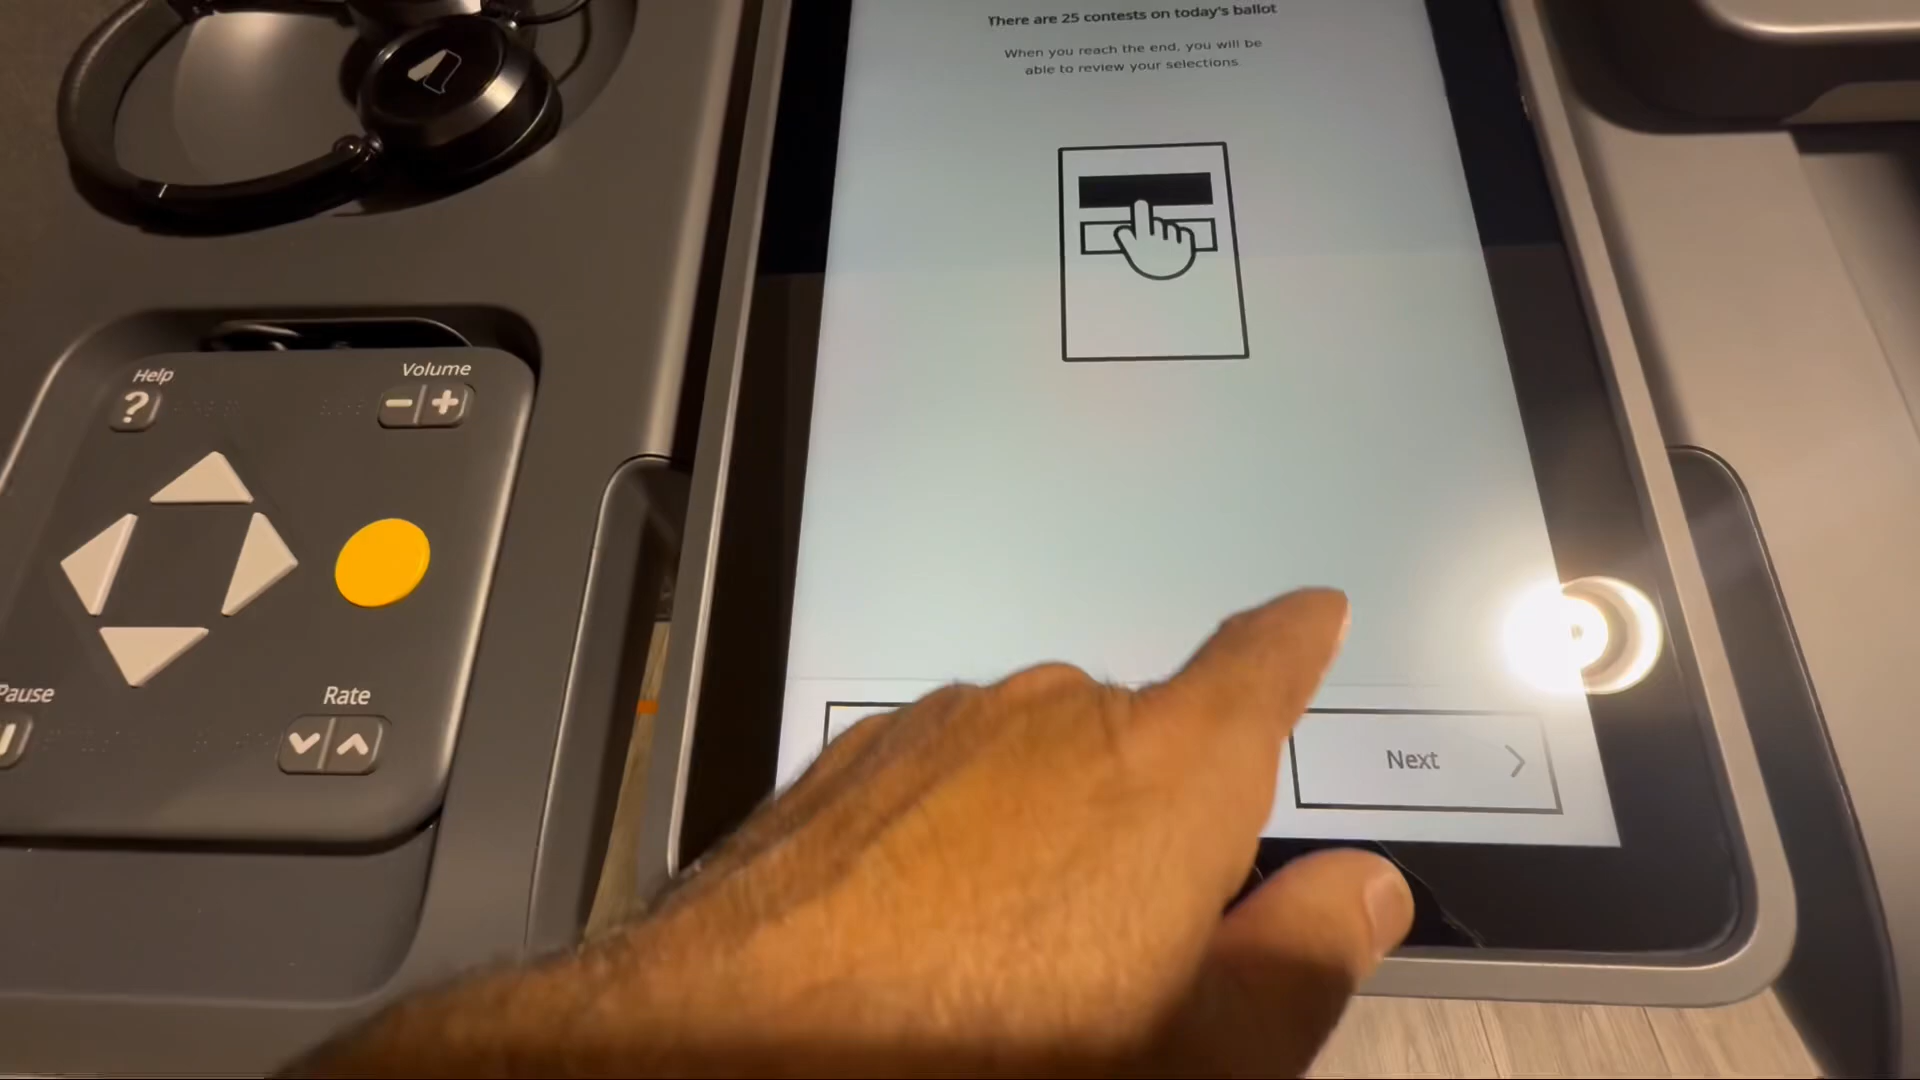 There are 25 contests on today's ballot
When you reach the end, you will be
able to review your selections.
Help
?
Volume
Pause
Rate
Next